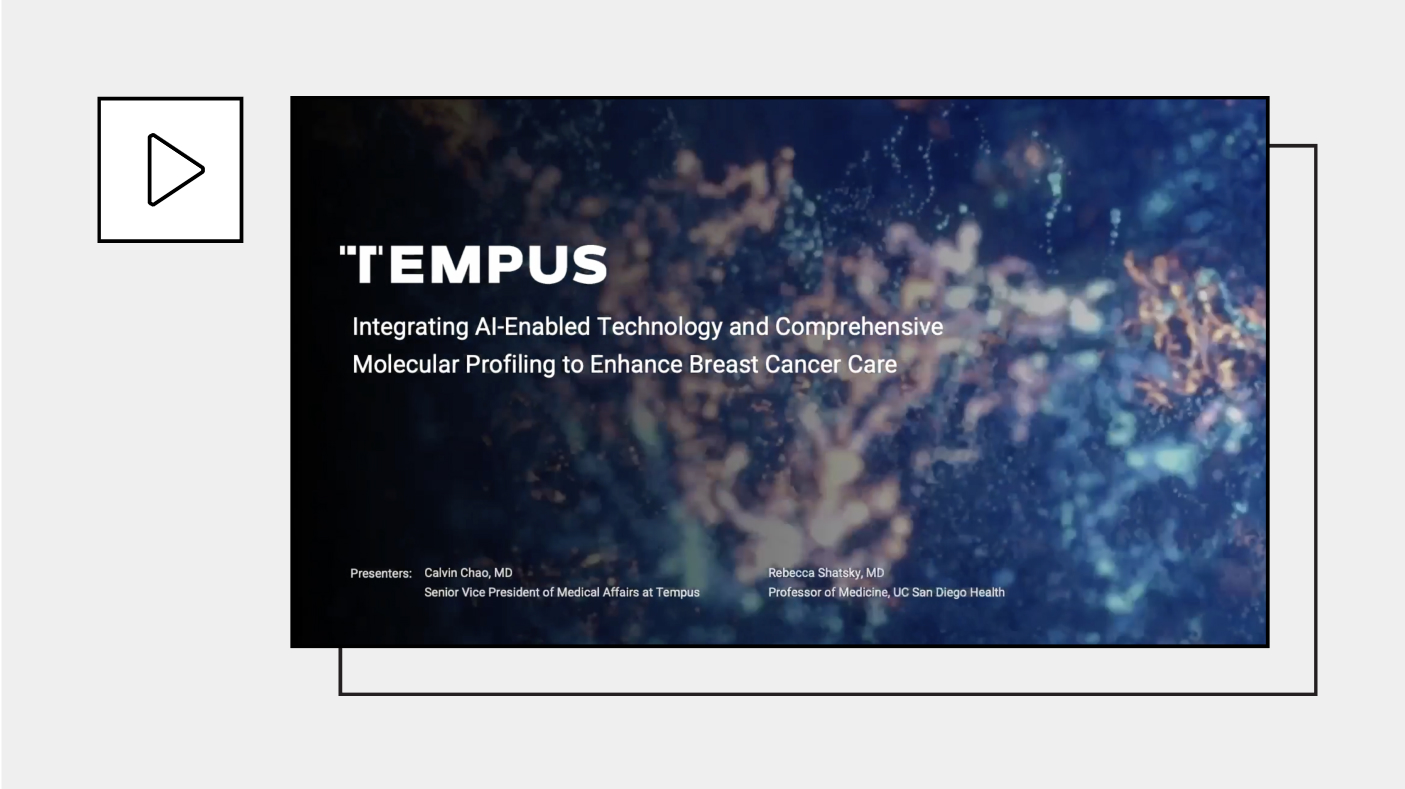 TEMPUS
Integrating AI-Enabled Technology and Comprehensive
Molecular Profiling to Enhance Breast Cancer Care
Presenters: Calvin Chao, MD
Senior Vice President of Medical Affairs at Tempus
Rebecca Shatsky, MD
Professor of Medicine, UC San Diego Health